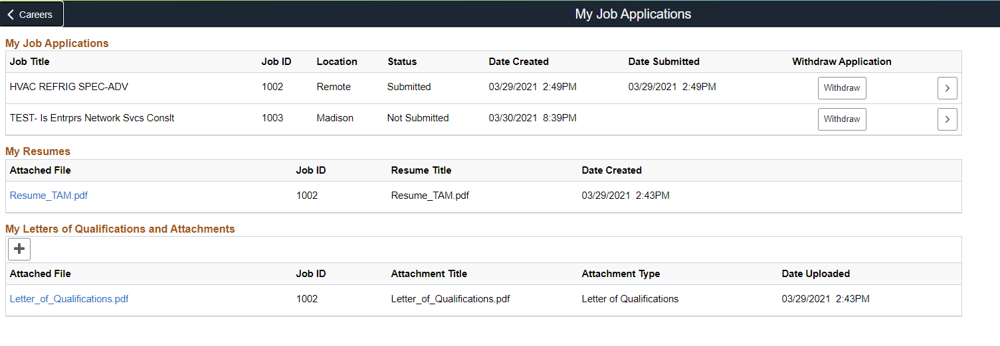 Careers My Job Applications
My Job Applications
Job Title Job ID Location Status Date Created Date Submitted Withdraw Application
HVAC REFRIG SPEC-ADV 1002 Remote Submitted 03/29/2021 2:49PM 03/29/2021 2:49PM Withdraw
TEST- Is Entrprs Network Svcs Conslt 1003 Madison Not Submitted 03/30/2021 8:39PM Withdraw
My Resumes
Attached File Job ID Resume Title Date Created
Resume_TAM.pdf 1002 Resume_TAM.pdf 03/29/2021 2:43PM
My Letters of Qualifications and Attachments
Attached File Job ID Attachment Title Attachment Type Date Uploaded
Letter_of_Qualifications.pdf 1002 Letter_of_Qualifications.pdf Letter of Qualifications 03/29/2021 2:43PM